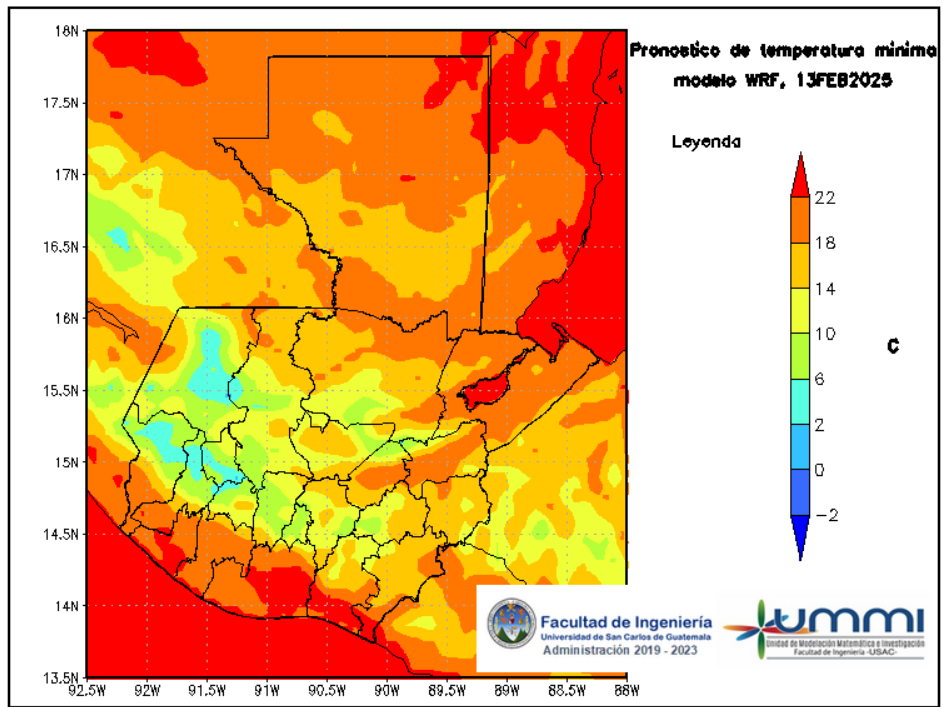 Pronostico de temperatura minima
modelo WRF, 13FEB2025
Leyenda
22
18
14
10
6
2
0
-2
C
18N
17.5N
17N
16.5N
16N
15.5N
15N
14.5N
14N
13.5N
92.5W 92W 91.5W 91W 90.5W 90W 89.5W 89W 88.5W 88W
Facultad de Ingeniería
Universidad de San Carlos de Guatemala
Administración 2019 - 2023
UMMI
Unidad de Modelación Matemática e Investigación
Facultad de Ingeniería -USAC-